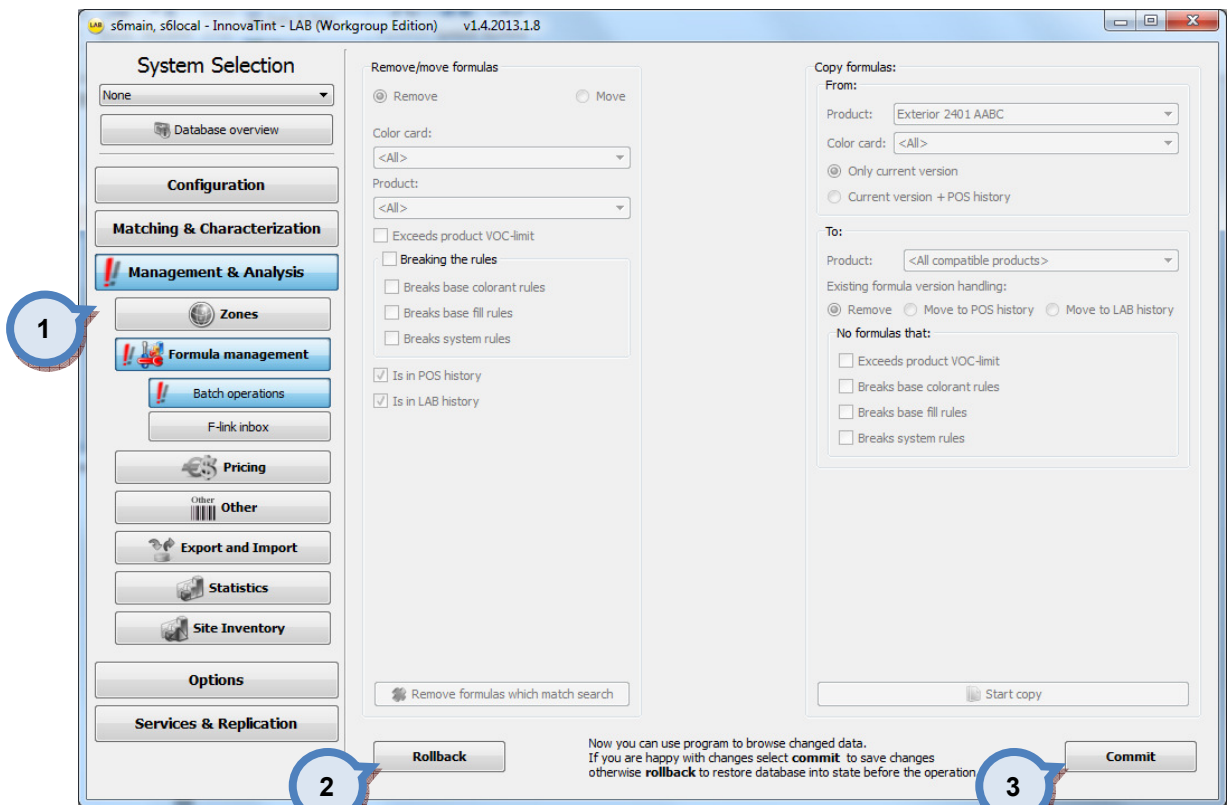 LAB s6main, s6local - InnovaTint - LAB (Workgroup Edition) v1.4.2013.1.8
System Selection
None
Database overview
Configuration
Matching & Characterization
Management & Analysis
1
Zones
Formula management
Batch operations
F-link inbox
Pricing
Other Other
Export and Import
Statistics
Site Inventory
Options
Services & Replication
Remove/move formulas
Remove Move
Color card:
<All>
Product:
<All>
Exceeds product VOC-limit
Breaking the rules
Breaks base colorant rules
Breaks base fill rules
Breaks system rules
Is in POS history
Is in LAB history
Remove formulas which match search
Copy formulas:
From:
Product: Exterior 2401 AABC
Color card: <All>
Only current version
Current version + POS history
To:
Product: <All compatible products>
Existing formula version handling:
Remove Move to POS history Move to LAB history
No formulas that:
Exceeds product VOC-limit
Breaks base colorant rules
Breaks base fill rules
Breaks system rules
Start copy
Rollback
2
Now you can use program to browse changed data.
If you are happy with changes select commit to save changes
otherwise rollback to restore database into state before the operation
Commit
3